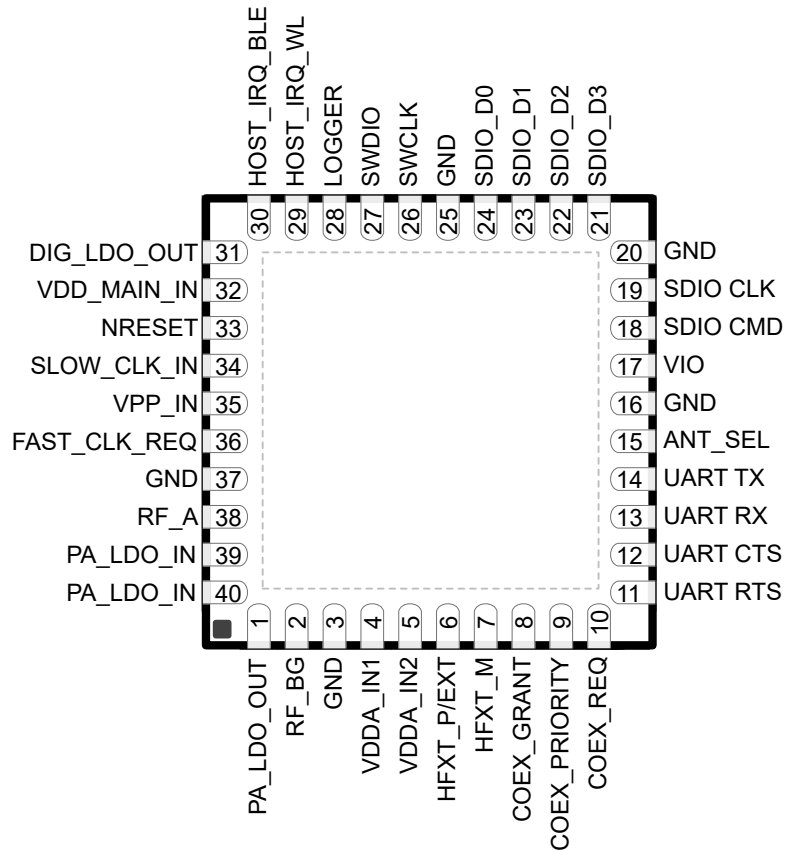 HOST_IRQ_BLE
HOST_IRQ_WL
LOGGER
SWDIO
SWCLK
GND
SDIO_D0
SDIO_D1
SDIO_D2
SDIO_D3
30
29
28
27
26
25
24
23
22
21
DIG_LDO_OUT 31
VDD_MAIN_IN 32
NRESET 33
SLOW_CLK_IN 34
VPP_IN 35
FAST_CLK_REQ 36
GND 37
RF_A 38
PA_LDO_IN 39
PA_LDO_IN 40
20 GND
19 SDIO CLK
18 SDIO CMD
17 VIO
16 GND
15 ANT_SEL
14 UART TX
13 UART RX
12 UART CTS
11 UART RTS
1
2
3
4
5
6
7
8
9
10
PA_LDO_OUT
RF_BG
GND
VDDA_IN1
VDDA_IN2
HFXT_P/EXT
HFXT_M
COEX_GRANT
COEX_PRIORITY
COEX_REQ